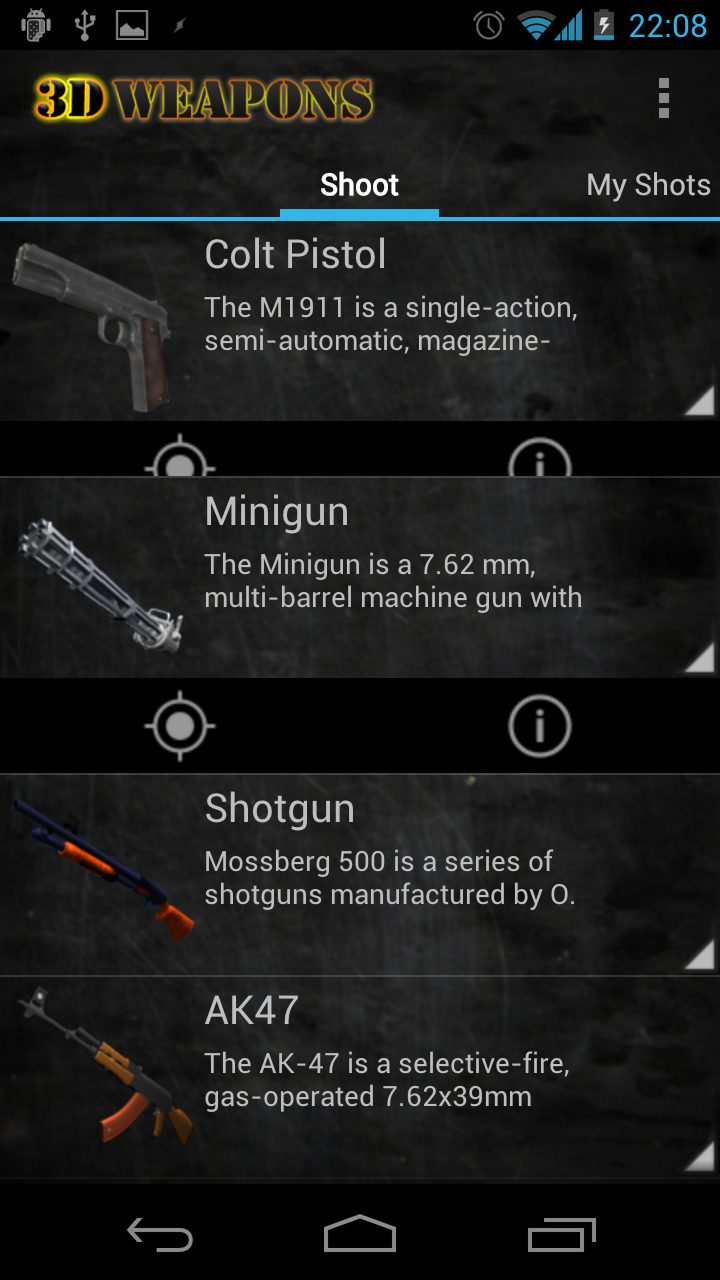 22:08
3D WEAPONS
Shoot
My Shots
Colt Pistol
The M1911 is a single-action,
semi-automatic, magazine-
Minigun
The Minigun is a 7.62 mm,
multi-barrel machine gun with
Shotgun
Mossberg 500 is a series of
shotguns manufactured by O.
AK47
The AK-47 is a selective-fire,
gas-operated 7.62x39mm